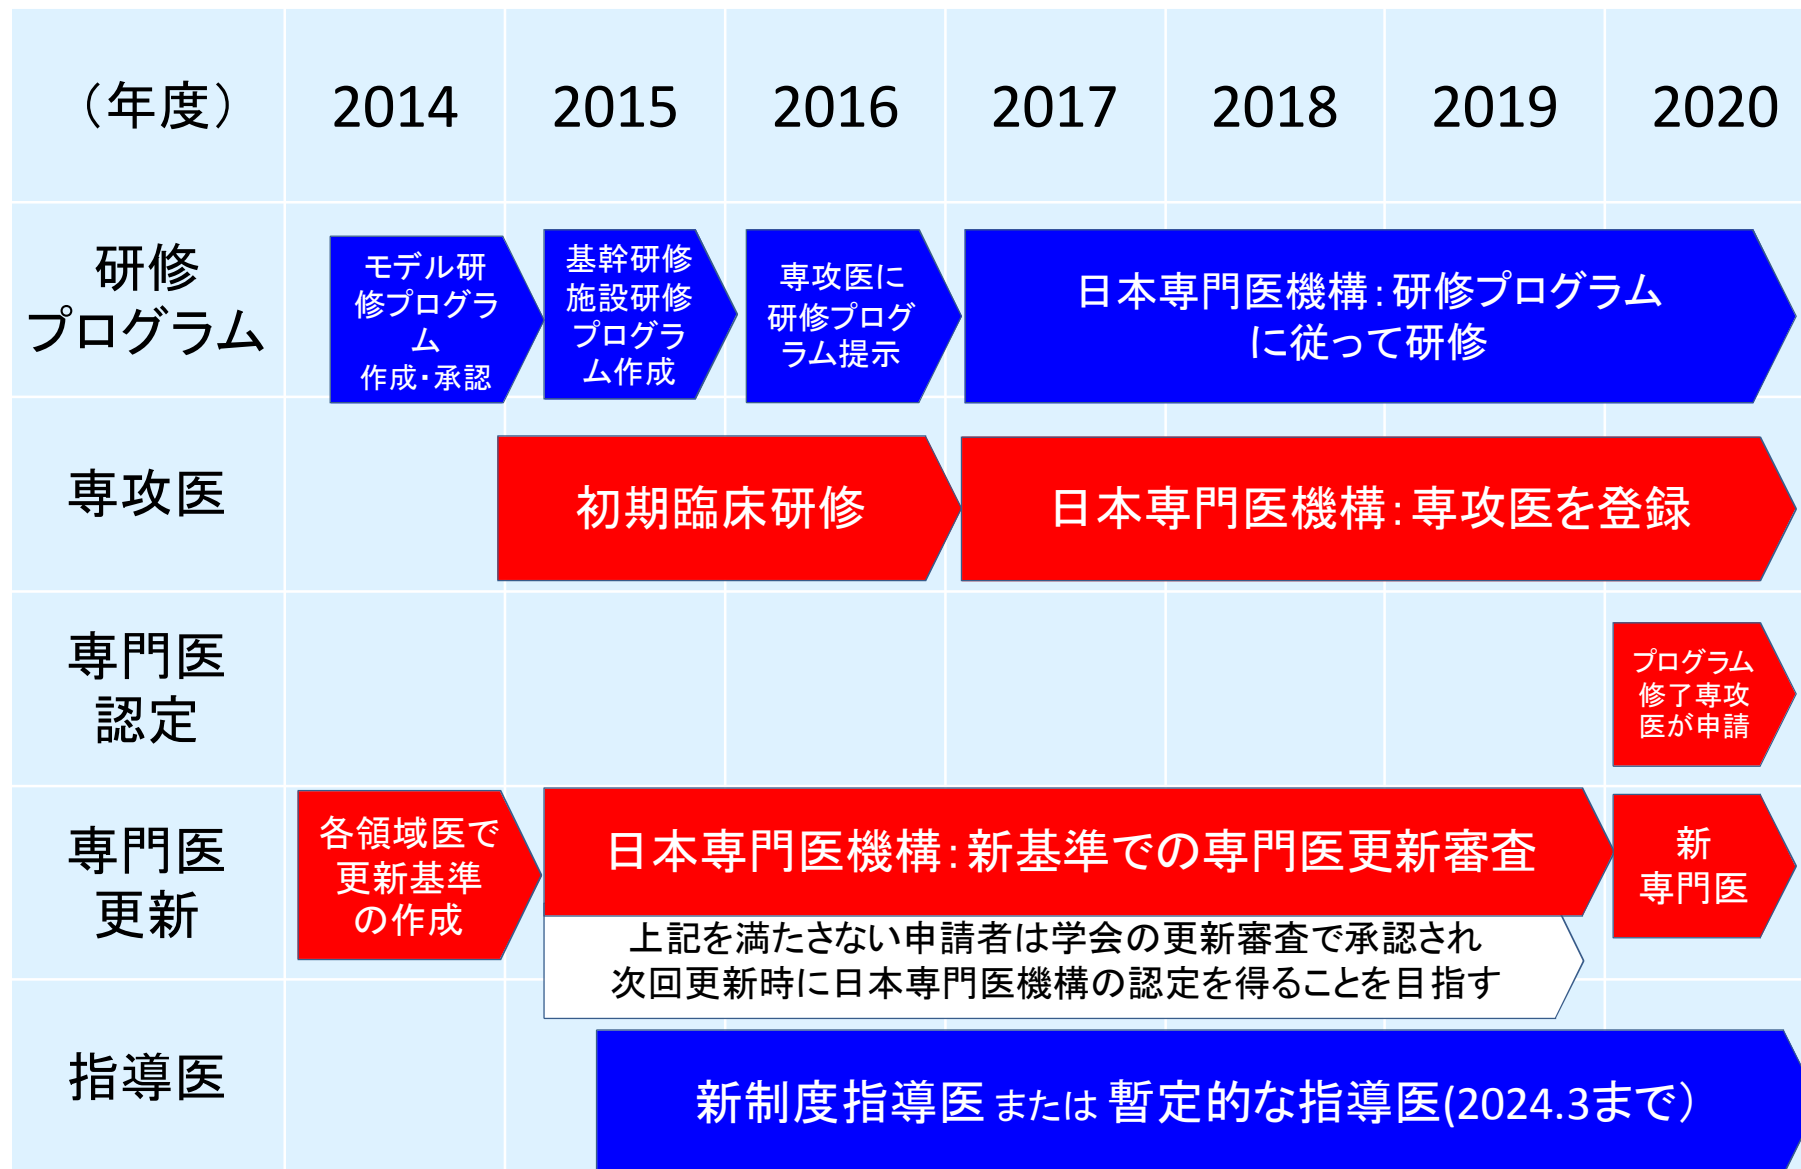 （年度） 2014 2015 2016 2017 2018 2019 2020
研修
プログラム
モデル研
修プログラ
ム
作成・承認
基幹研修
施設研修
プログラ
ム作成
専攻医に
研修プログ
ラム提示
日本専門医機構：研修プログラム
に従って研修
専攻医
初期臨床研修
日本専門医機構：専攻医を登録
専門医
認定
プログラム
修了専攻
医が申請
専門医
更新
各領域医で
更新基準
の作成
日本専門医機構：新基準での専門医更新審査
上記を満たさない申請者は学会の更新審査で承認され
次回更新時に日本専門医機構の認定を得ることを目指す
新
専門医
指導医
新制度指導医 または 暫定的な指導医(2024.3まで）